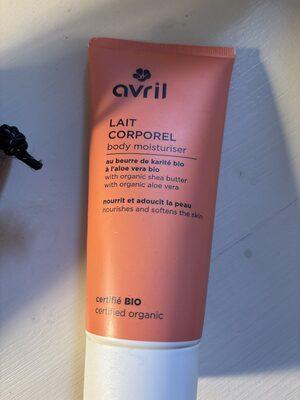 avril
LAIT
CORPOREL
body moisturiser
au beurre de karité bio
à l'aloe vera bio
with organic shea butter
with organic aloe vera
nourrit et adoucit la peau
nourishes and softens the skin
certifié BIO
certified organic